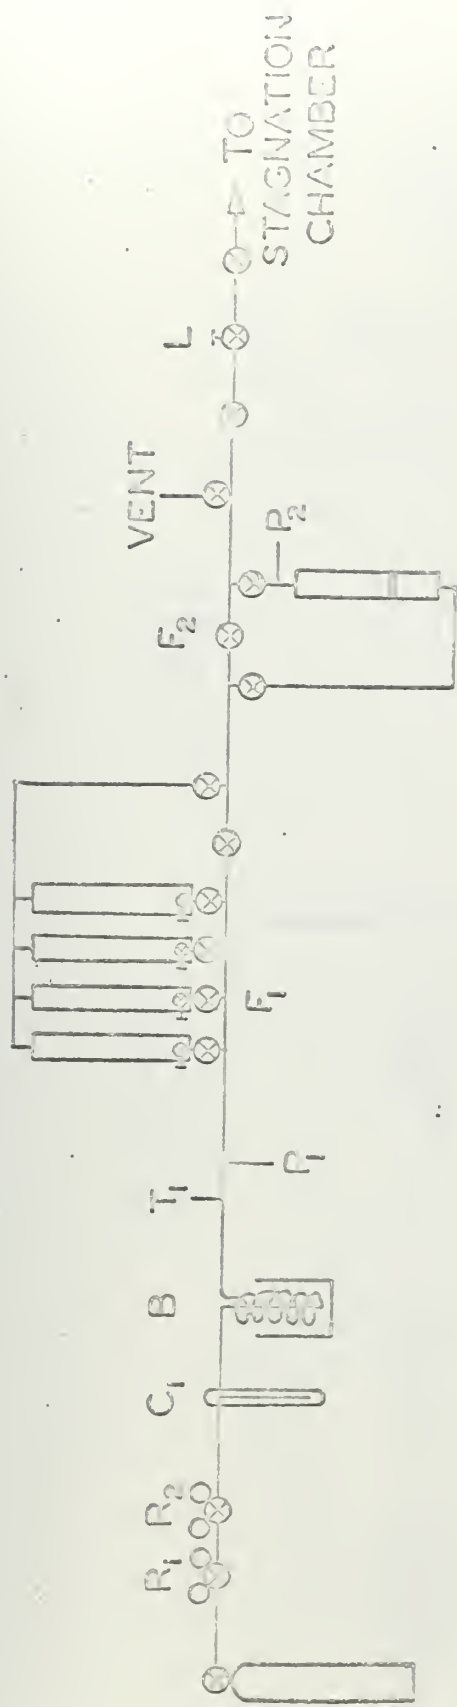 R₁
R₂
C₁
B
T₁
P₁
F₁
F₂
P₂
VENT
L
TO
STAGNATION
CHAMBER